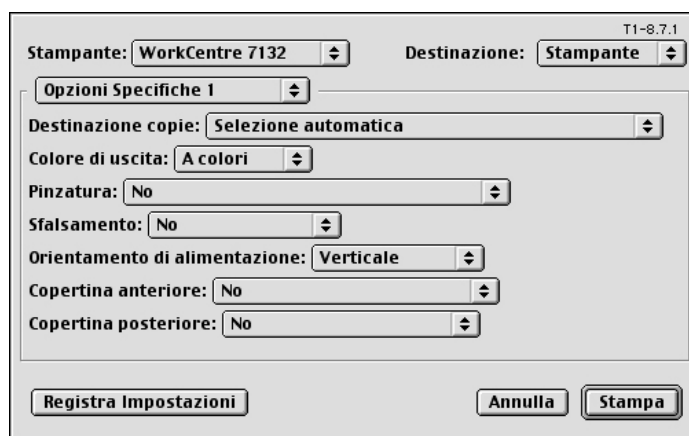 T1-8.7.1
Stampante: WorkCentre 7132 Destinazione: Stampante
Opzioni Specifiche 1
Destinazione copie: Selezione automatica
Colore di uscita: A colori
Pinzatura: No
Sfalsamento: No
Orientamento di alimentazione: Verticale
Copertina anteriore: No
Copertina posteriore: No
Registra Impostazioni Annulla Stampa